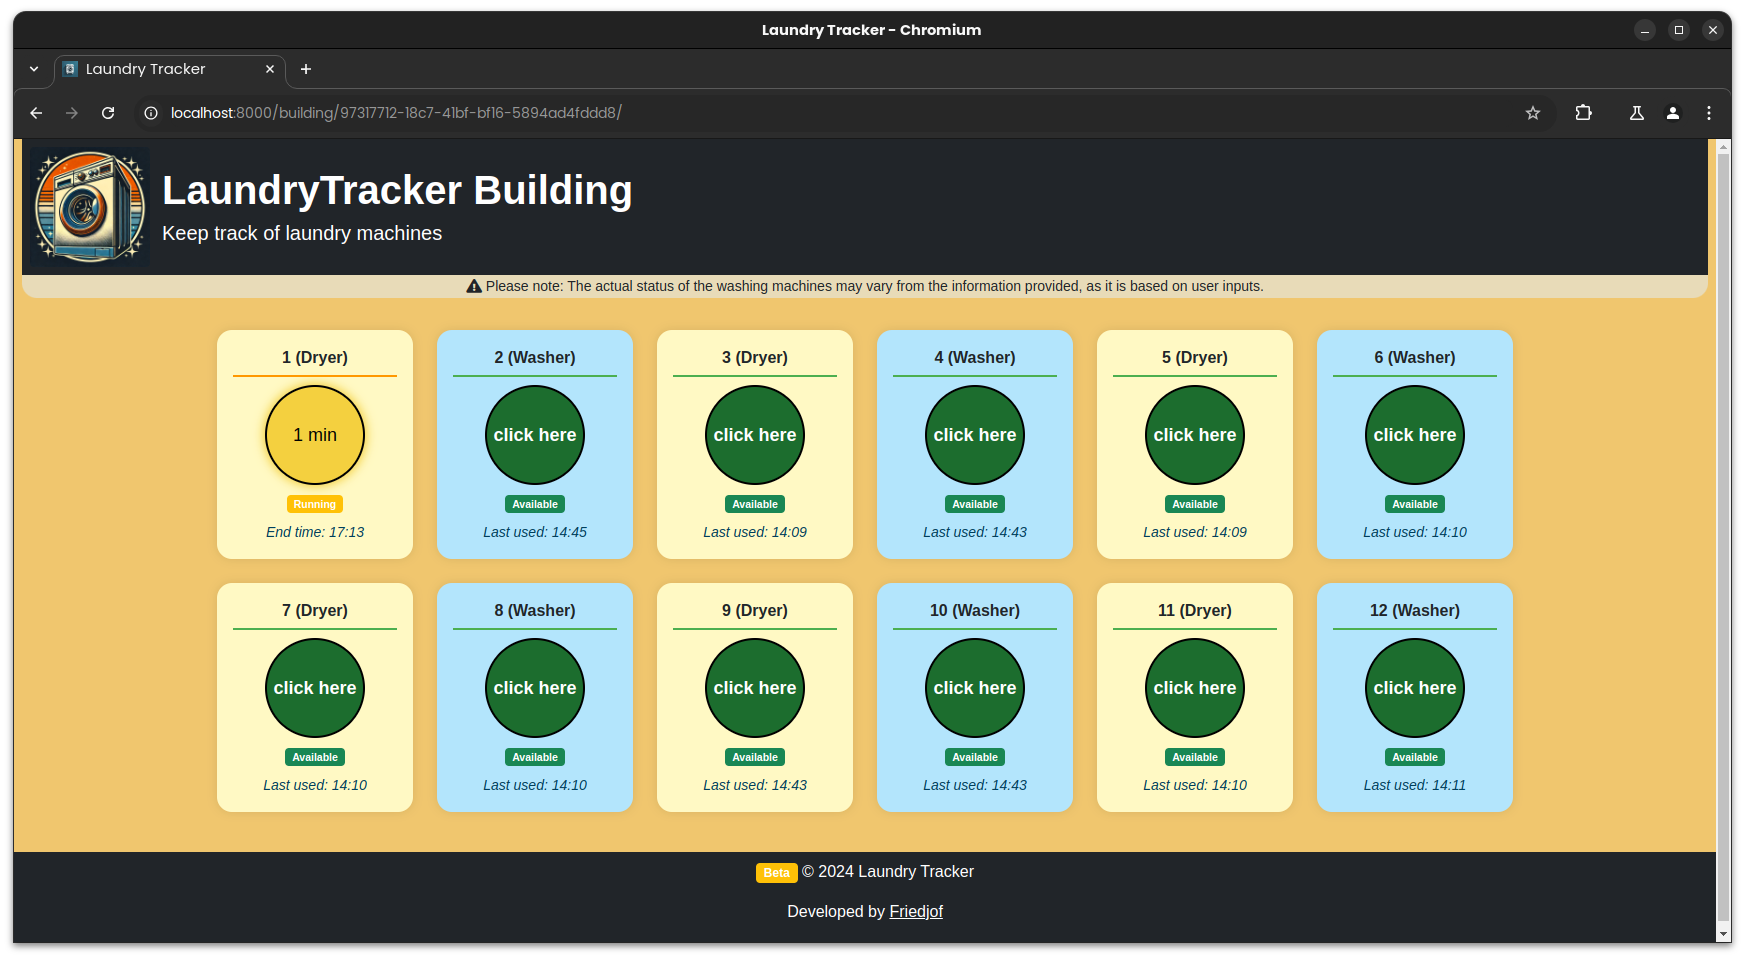 Laundry Tracker - Chromium
Laundry Tracker
localhost:8000/building/97317712-18c7-41bf-bf16-5894ad4fddd8/
LaundryTracker Building
Keep track of laundry machines
Please note: The actual status of the washing machines may vary from the information provided, as it is based on user inputs.
1 (Dryer)
1 min
Running
End time: 17:13
2 (Washer)
click here
Available
Last used: 14:45
3 (Dryer)
click here
Available
Last used: 14:09
4 (Washer)
click here
Available
Last used: 14:43
5 (Dryer)
click here
Available
Last used: 14:09
6 (Washer)
click here
Available
Last used: 14:10
7 (Dryer)
click here
Available
Last used: 14:10
8 (Washer)
click here
Available
Last used: 14:10
9 (Dryer)
click here
Available
Last used: 14:43
10 (Washer)
click here
Available
Last used: 14:43
11 (Dryer)
click here
Available
Last used: 14:10
12 (Washer)
click here
Available
Last used: 14:11
Beta © 2024 Laundry Tracker
Developed by Friedjof